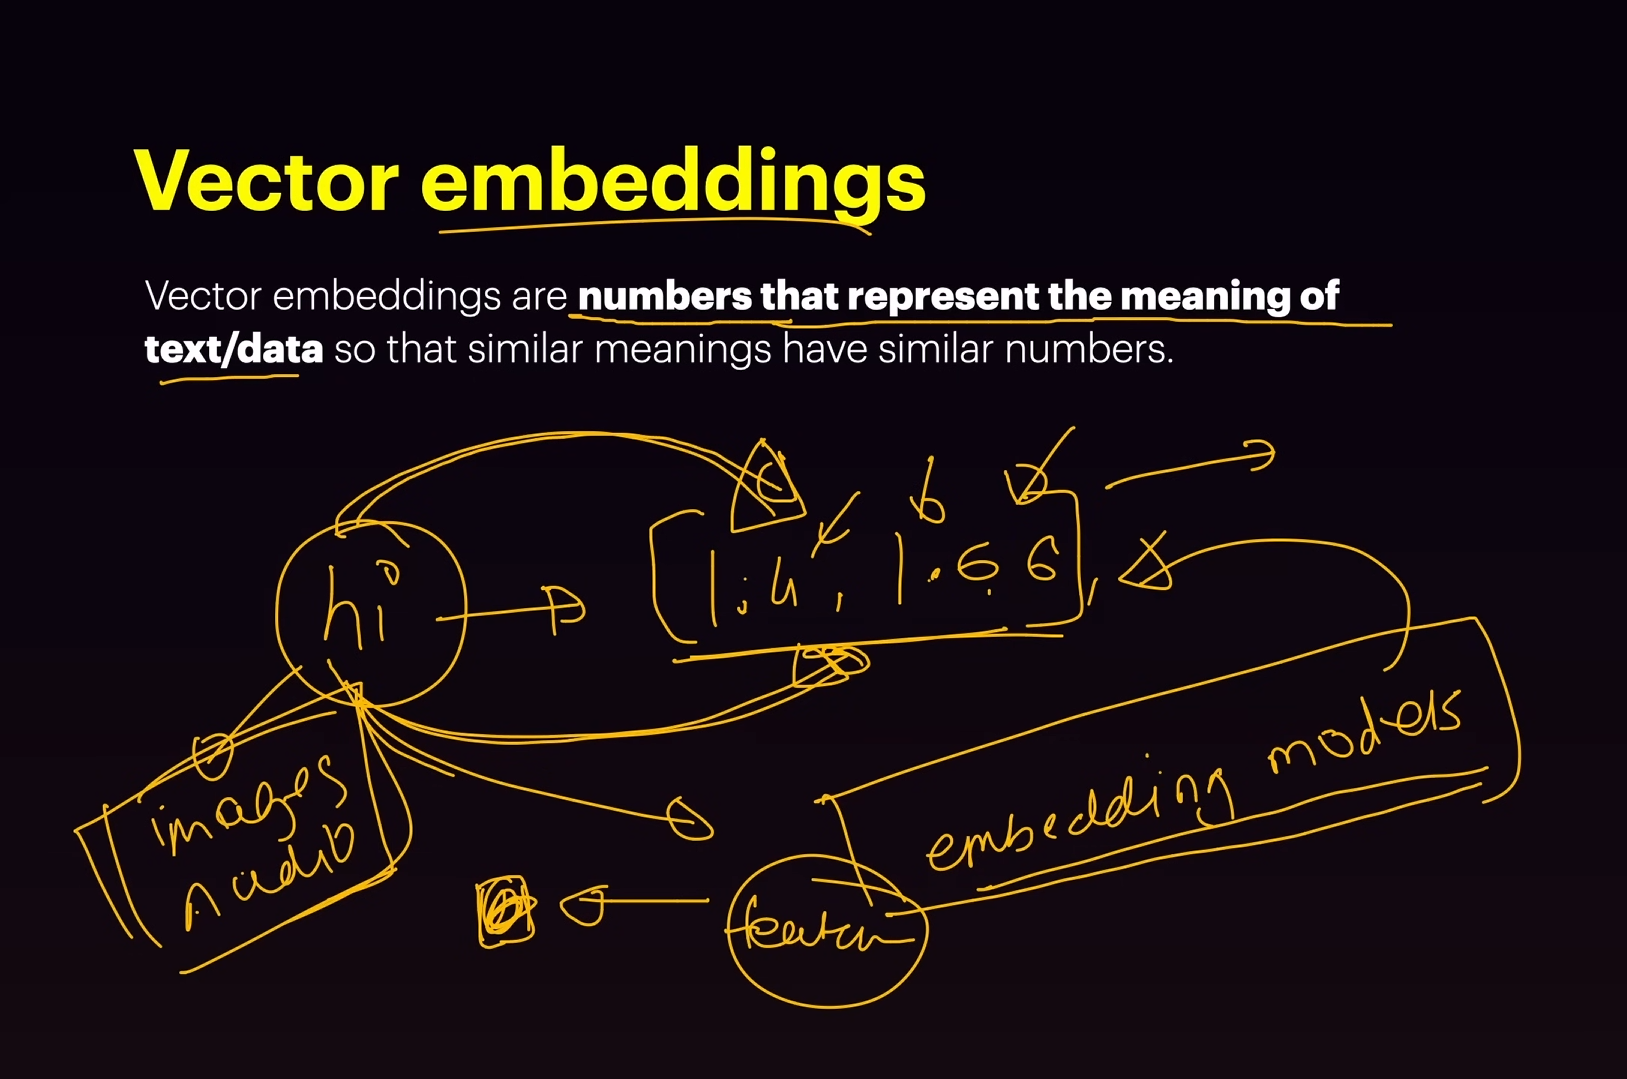 Vector embeddings
Vector embeddings are numbers that represent the meaning of
text/data so that similar meanings have similar numbers.
hi
[1.4, 1.66],
embedding models
images
Audio